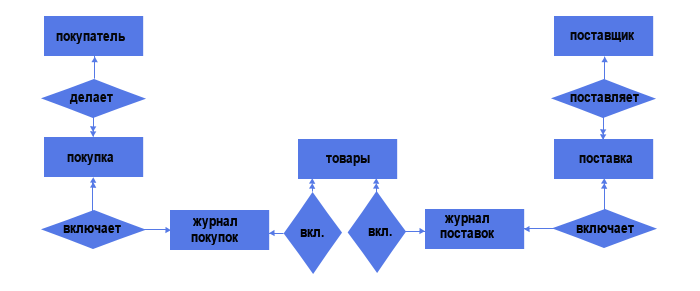 покупатель
поставщик
делает
поставляет
покупка
товары
поставка
включает
журнал
покупок
вкл.
вкл.
журнал
поставок
включает